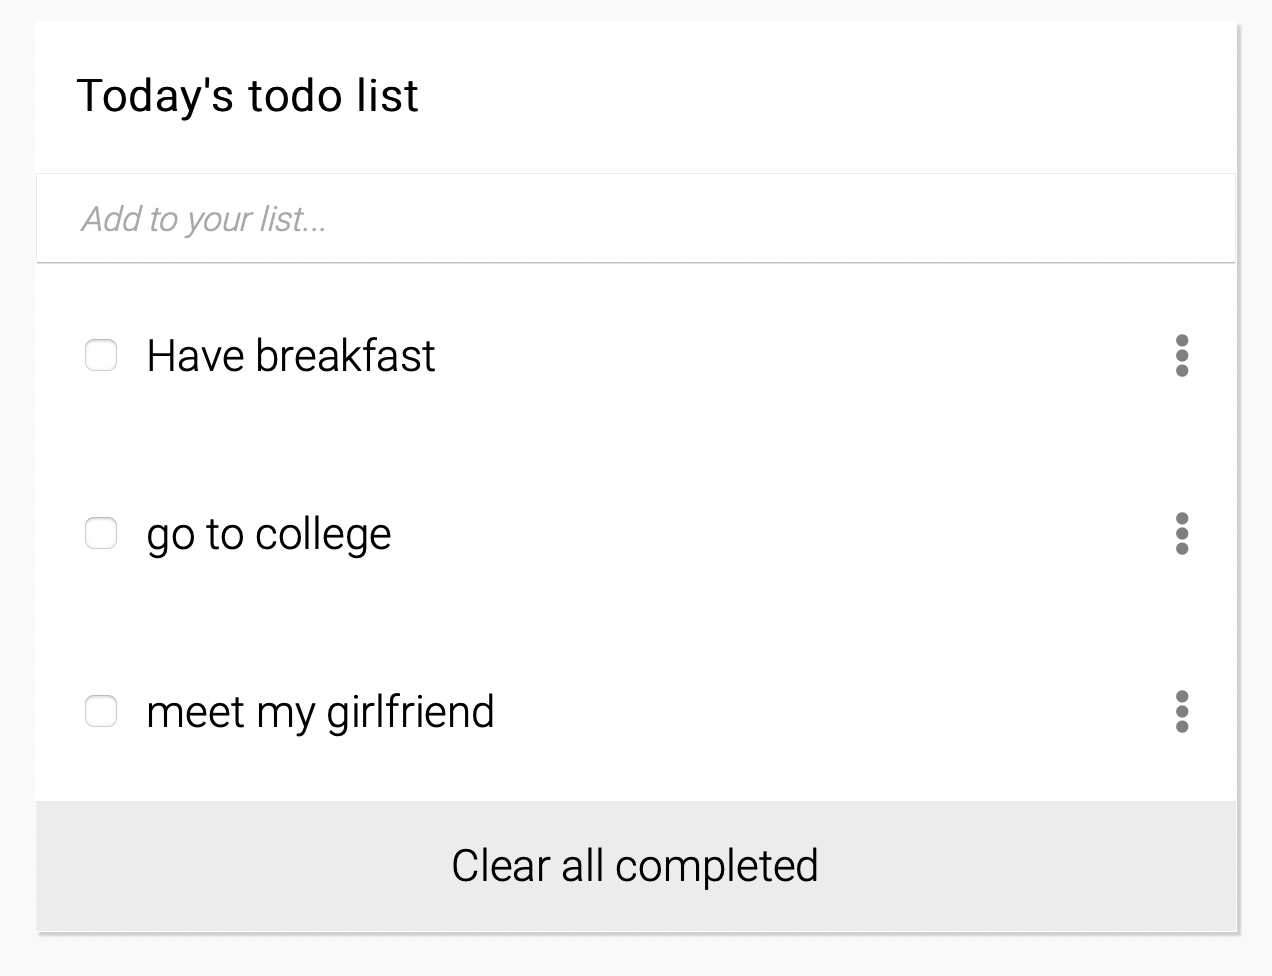 Today's todo list
Add to your list...
Have breakfast
go to college
meet my girlfriend
Clear all completed